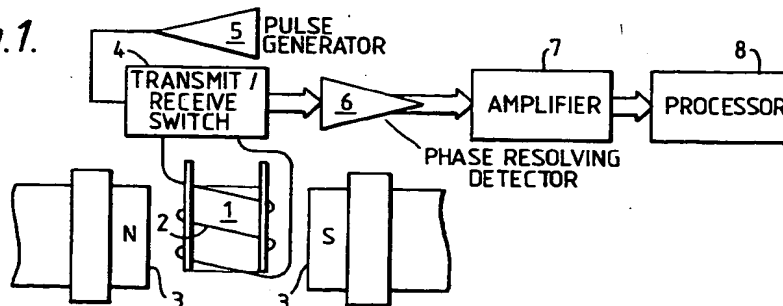 .1.
5 PULSE
GENERATOR
4
TRANSMIT /
RECEIVE
SWITCH
6
PHASE RESOLVING
DETECTOR
7
AMPLIFIER
8
PROCESSOR
N
3
2
1
S
3